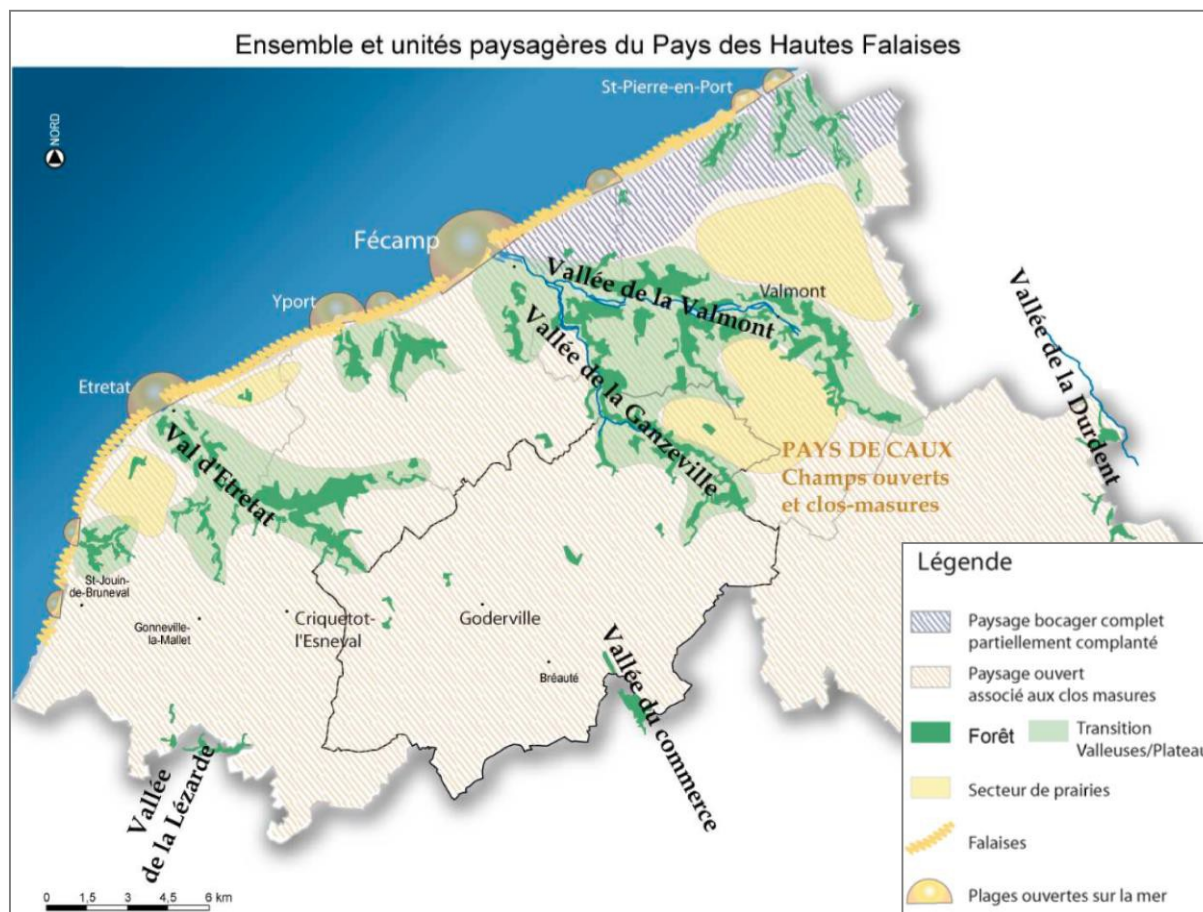 Ensemble et unités paysagères du Pays des Hautes Falaises
NORD
St-Pierre-en-Port
Fécamp
Yport
Etretat
Vallée de la Valmont
Valmont
Vallée de la Ganzeville
Vallée de la Durdent
Val d'Etretat
PAYS DE CAUX
Champs ouverts
et clos-masures
St-Jouin-
de-Bruneval
Gonneville-
la-Mallet
Criquetot-
l'Esneval
Goderville
Bréauté
Vallée du commerce
Vallée
de la Lézarde
0 1,5 3 4,5 6 km
Légende
Paysage bocager complet
partiellement complanté
Paysage ouvert
associé aux clos masures
Forêt
Transition
Valleuses/Plateau
Secteur de prairies
Falaises
Plages ouvertes sur la mer